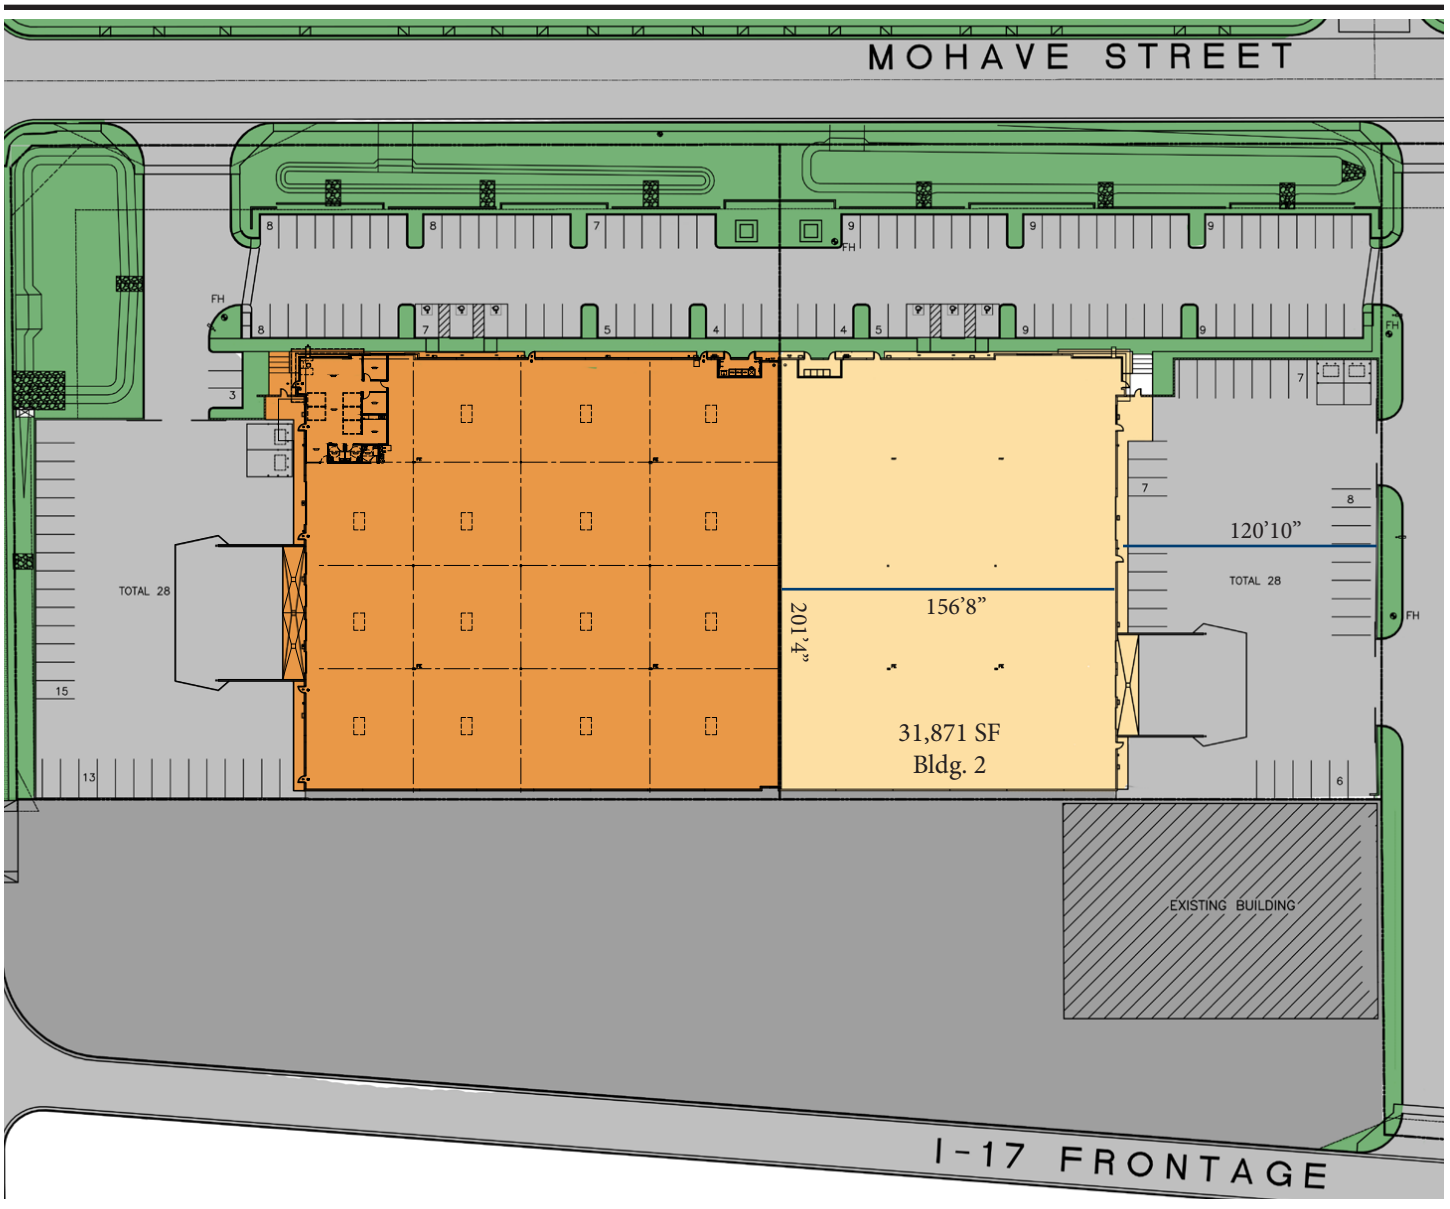 MOHAVE STREET
8
8
7
9
9
9
FH
FH
8
7
5
4
4
5
9
9
FH
3
7
7
8
120'10"
TOTAL 28
TOTAL 28
156'8"
201'4"
FH
15
31,871 SF
Bldg. 2
13
6
EXISTING BUILDING
I-17 FRONTAGE